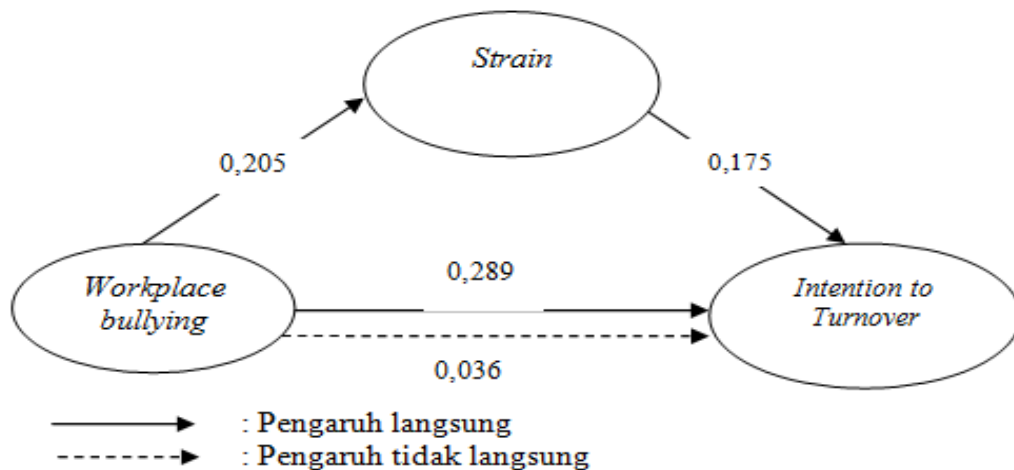 Strain
0,205
0,175
Workplace
bullying
0,289
Intention to
Turnover
0,036
: Pengaruh langsung
: Pengaruh tidak langsung